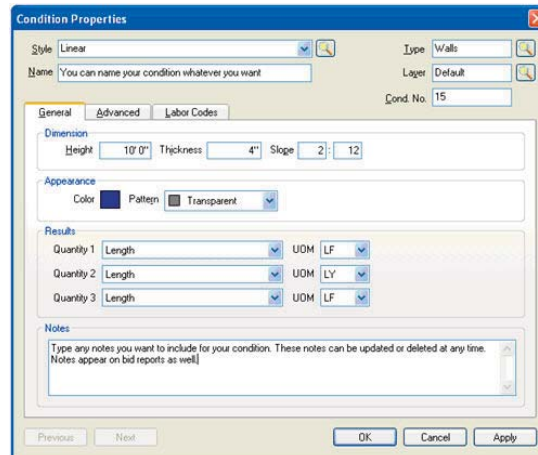 Condition Properties
Style Linear Type Walls
Name You can name your condition whatever you want Layer Default
Cond. No. 15
General Advanced Labor Codes
Dimension
Height 10' 0" Thickness 4" Slope 2 : 12
Appearance
Color Pattern Transparent
Results
Quantity 1 Length UOM LF
Quantity 2 Length UOM LY
Quantity 3 Length UOM LF
Notes
Type any notes you want to include for your condition. These notes can be updated or deleted at any time.
Notes appear on bid reports as well.
Previous Next OK Cancel Apply